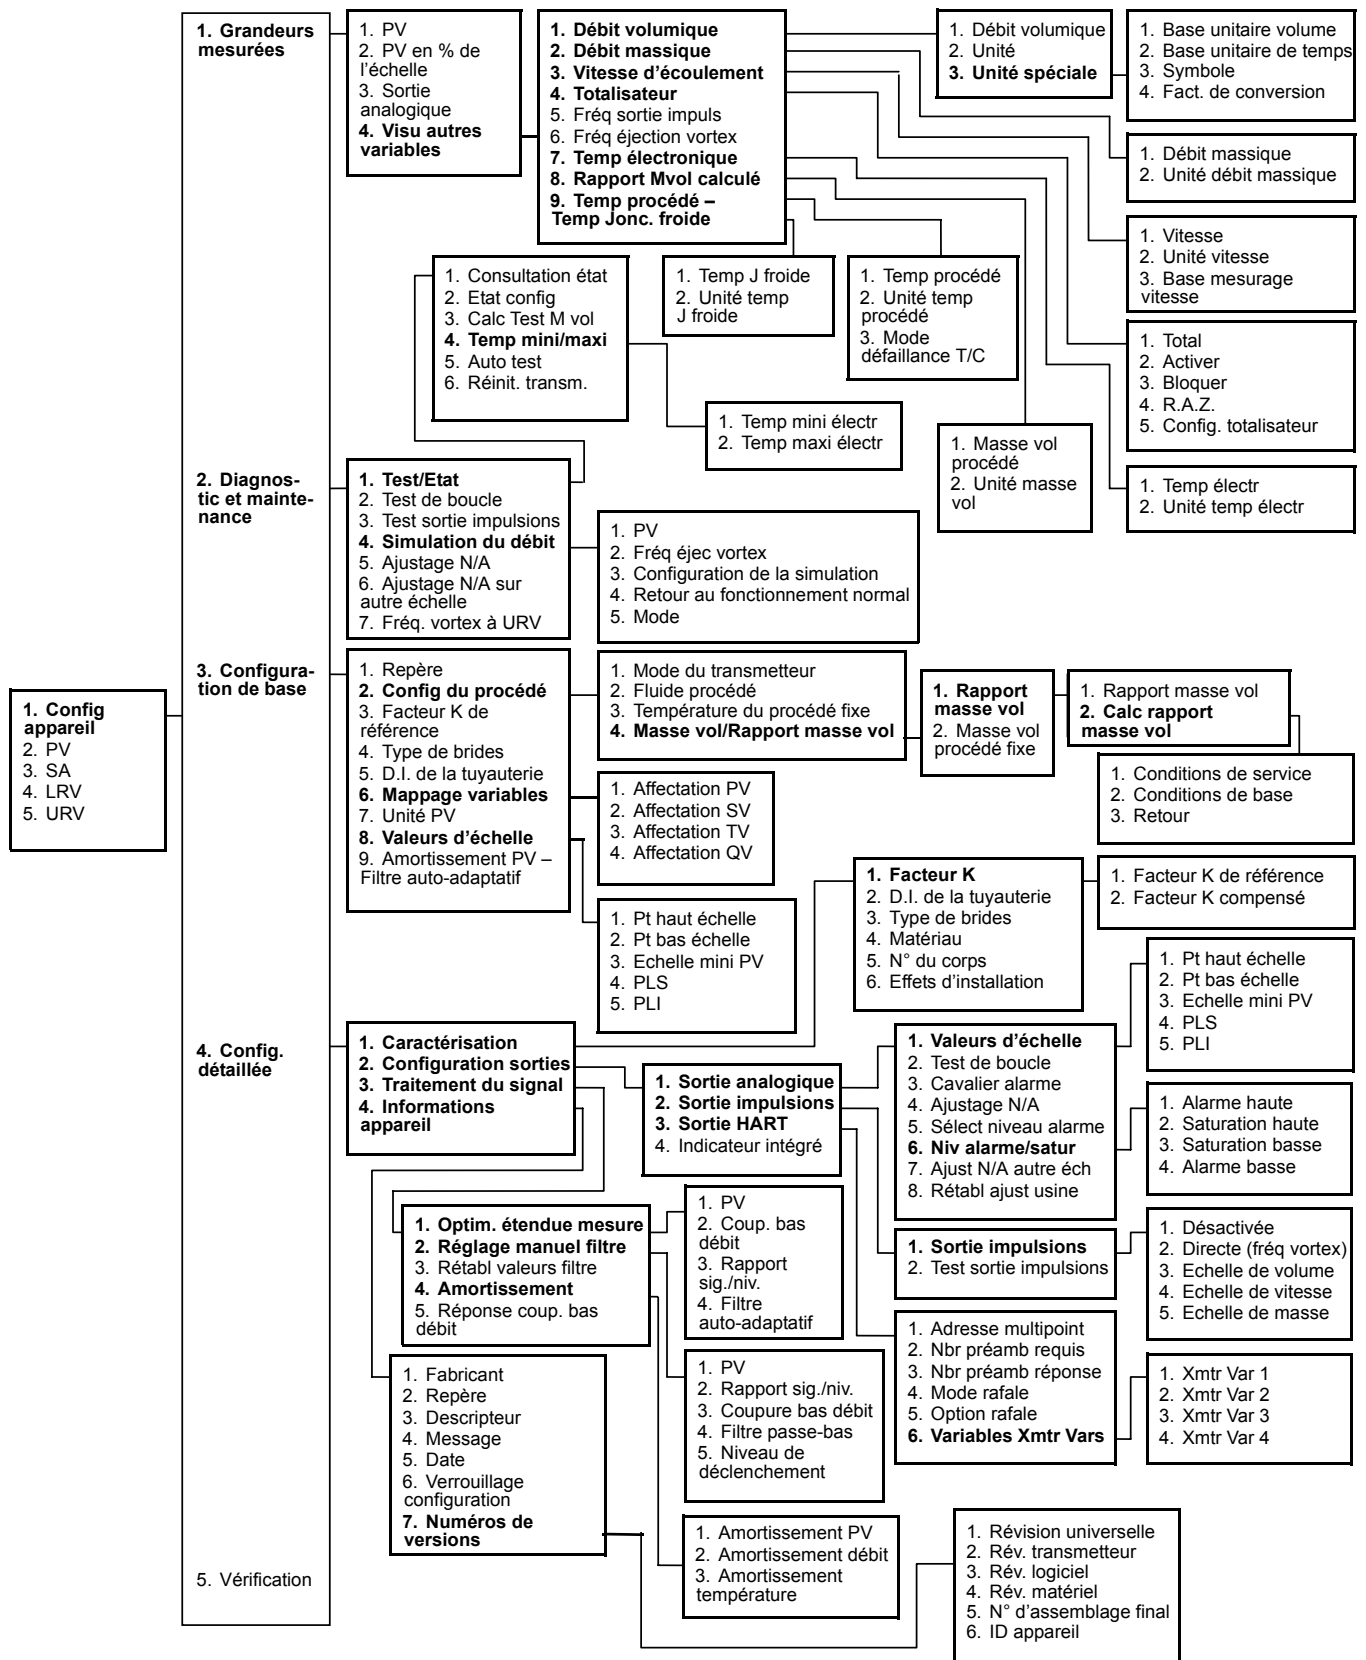 1. Config
appareil
2. PV
3. SA
4. LRV
5. URV
1. Grandeurs
mesurées
2. Diagnos-
tic et mainte-
nance
3. Configura-
tion de base
4. Config.
détaillée
5. Vérification
1. PV
2. PV en % de
l'échelle
3. Sortie
analogique
4. Visu autres
variables
1. Débit volumique
2. Débit massique
3. Vitesse d'écoulement
4. Totalisateur
5. Fréq sortie impuls
6. Fréq éjection vortex
7. Temp électronique
8. Rapport Mvol calculé
9. Temp procédé –
Temp Jonc. froide
1. Débit volumique
2. Unité
3. Unité spéciale
1. Base unitaire volume
2. Base unitaire de temps
3. Symbole
4. Fact. de conversion
1. Débit massique
2. Unité débit massique
1. Vitesse
2. Unité vitesse
3. Base mesurage
vitesse
1. Total
2. Activer
3. Bloquer
4. R.A.Z.
5. Config. totalisateur
1. Temp électr
2. Unité temp électr
1. Masse vol
procédé
2. Unité masse
vol
1. Temp procédé
2. Unité temp
procédé
3. Mode
défaillance T/C
1. Temp J froide
2. Unité temp
J froide
1. Consultation état
2. Etat config
3. Calc Test M vol
4. Temp mini/maxi
5. Auto test
6. Réinit. transm.
1. Temp mini électr
2. Temp maxi électr
1. Test/Etat
2. Test de boucle
3. Test sortie impulsions
4. Simulation du débit
5. Ajustage N/A
6. Ajustage N/A sur
autre échelle
7. Fréq. vortex à URV
1. PV
2. Fréq éjec vortex
3. Configuration de la simulation
4. Retour au fonctionnement normal
5. Mode
1. Repère
2. Config du procédé
3. Facteur K de
référence
4. Type de brides
5. D.I. de la tuyauterie
6. Mappage variables
7. Unité PV
8. Valeurs d'échelle
9. Amortissement PV –
Filtre auto-adaptatif
1. Mode du transmetteur
2. Fluide procédé
3. Température du procédé fixe
4. Masse vol/Rapport masse vol
1. Rapport
masse vol
2. Masse vol
procédé fixe
1. Rapport masse vol
2. Calc rapport
masse vol
1. Conditions de service
2. Conditions de base
3. Retour
1. Affectation PV
2. Affectation SV
3. Affectation TV
4. Affectation QV
1. Pt haut échelle
2. Pt bas échelle
3. Echelle mini PV
4. PLS
5. PLI
1. Caractérisation
2. Configuration sorties
3. Traitement du signal
4. Informations
appareil
1. Facteur K
2. D.I. de la tuyauterie
3. Type de brides
4. Matériau
5. N° du corps
6. Effets d'installation
1. Facteur K de référence
2. Facteur K compensé
1. Sortie analogique
2. Sortie impulsions
3. Sortie HART
4. Indicateur intégré
1. Valeurs d'échelle
2. Test de boucle
3. Cavalier alarme
4. Ajustage N/A
5. Sélect niveau alarme
6. Niv alarme/satur
7. Ajust N/A autre éch
8. Rétabl ajust usine
1. Pt haut échelle
2. Pt bas échelle
3. Echelle mini PV
4. PLS
5. PLI
1. Alarme haute
2. Saturation haute
3. Saturation basse
4. Alarme basse
1. Sortie impulsions
2. Test sortie impulsions
1. Désactivée
2. Directe (fréq vortex)
3. Echelle de volume
4. Echelle de vitesse
5. Echelle de masse
1. Adresse multipoint
2. Nbr préamb requis
3. Nbr préamb réponse
4. Mode rafale
5. Option rafale
6. Variables Xmtr Vars
1. Xmtr Var 1
2. Xmtr Var 2
3. Xmtr Var 3
4. Xmtr Var 4
1. Optim. étendue mesure
2. Réglage manuel filtre
3. Rétabl valeurs filtre
4. Amortissement
5. Réponse coup. bas
débit
1. PV
2. Coup. bas
débit
3. Rapport
sig./niv.
4. Filtre
auto-adaptatif
1. PV
2. Rapport sig./niv.
3. Coupure bas débit
4. Filtre passe-bas
5. Niveau de
déclenchement
1. Amortissement PV
2. Amortissement débit
3. Amortissement
température
1. Fabricant
2. Repère
3. Descripteur
4. Message
5. Date
6. Verrouillage
configuration
7. Numéros de
versions
1. Révision universelle
2. Rév. transmetteur
3. Rév. logiciel
4. Rév. matériel
5. N° d'assemblage final
6. ID appareil